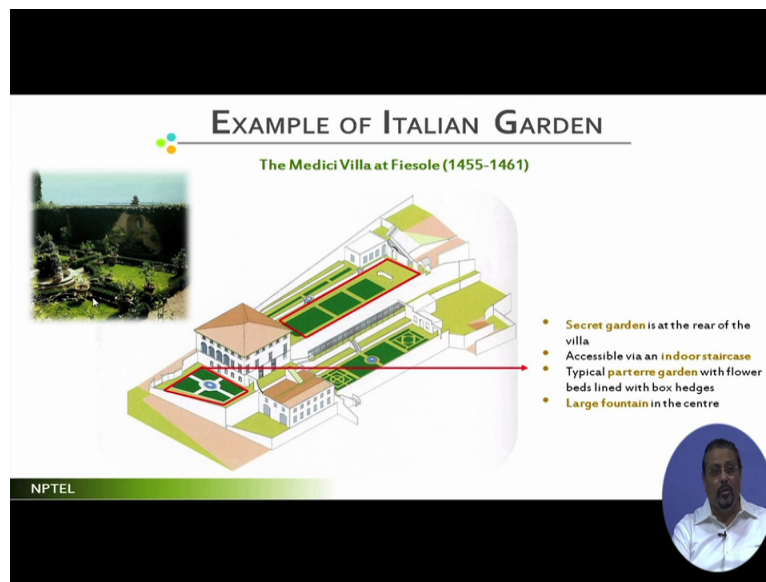 EXAMPLE OF ITALIAN GARDEN
The Medici Villa at Fiesole (1455-1461)
• Secret garden is at the rear of the
villa
• Accessible via an indoor staircase
• Typical parterre garden with flower
beds lined with box hedges
• Large fountain in the centre
NPTEL